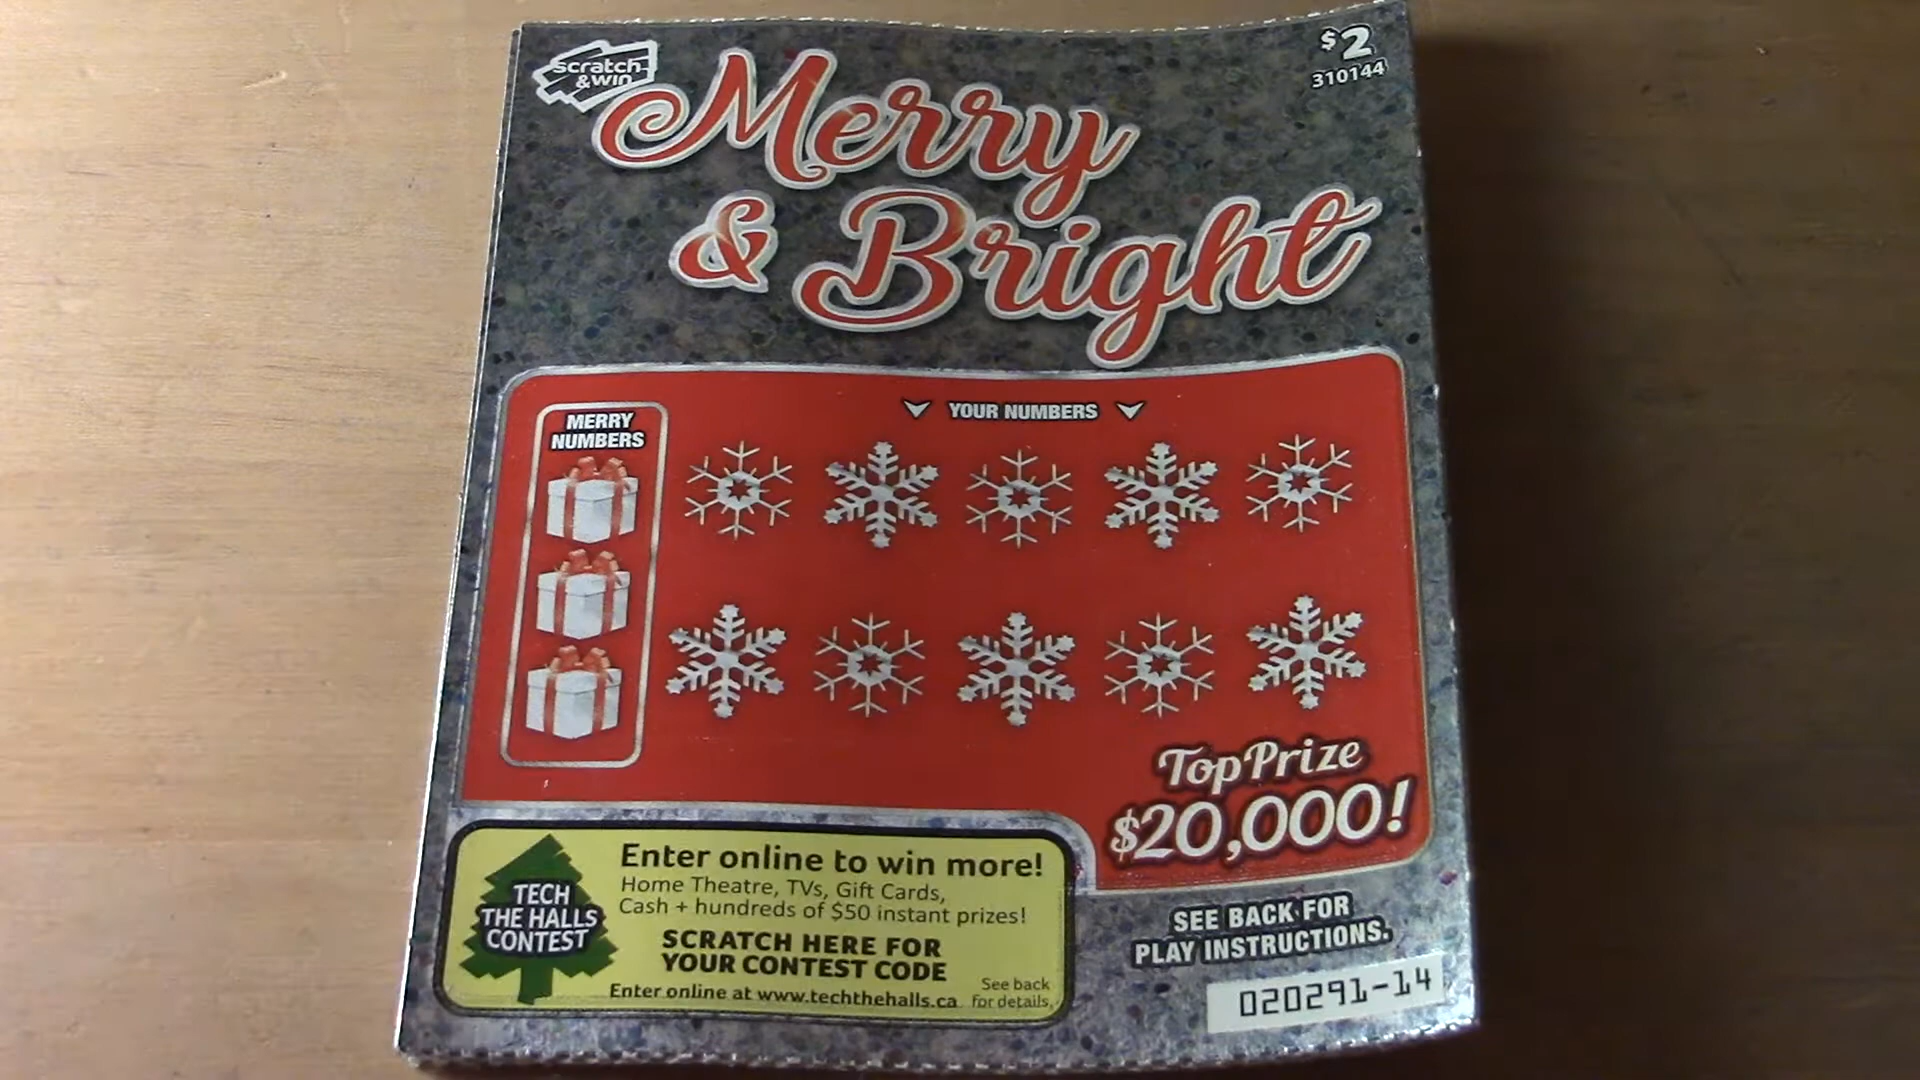 scratch
& win
Merry
& Bright
$2
310144
MERRY
NUMBERS
YOUR NUMBERS
Top Prize
$20,000!
TECH
THE HALLS
CONTEST
Enter online to win more!
Home Theatre, TVs, Gift Cards,
Cash + hundreds of $50 instant prizes!
SCRATCH HERE FOR
YOUR CONTEST CODE
Enter online at www.techthehalls.ca
See back
for details.
SEE BACK FOR
PLAY INSTRUCTIONS.
020291-14